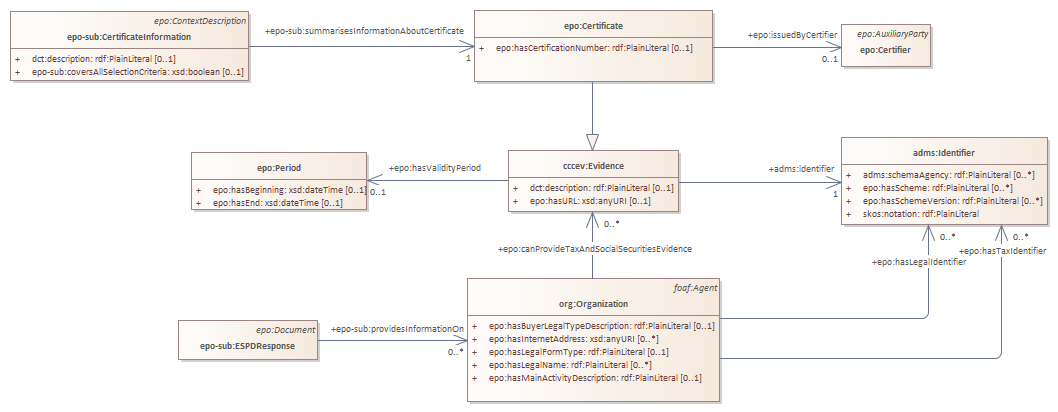 epo:ContextDescription
epo-sub:CertificateInformation
+ dct:description: rdf:PlainLiteral [0..1]
+ epo-sub:coversAllSelectionCriteria: xsd:boolean [0..1]
+epo-sub:summarisesInformationAboutCertificate
1
epo:Certificate
+ epo:hasCertificationNumber: rdf:PlainLiteral [0..1]
+epo:issuedByCertifier
0..1
epo:AuxiliaryParty
epo:Certifier
epo:Period
+ epo:hasBeginning: xsd:dateTime [0..1]
+ epo:hasEnd: xsd:dateTime [0..1]
+epo:hasValidityPeriod
0..1
cccev:Evidence
+ dct:description: rdf:PlainLiteral [0..1]
+ epo:hasURL: xsd:anyURI [0..1]
+adms:identifier
1
adms:Identifier
+ adms:schemaAgency: rdf:PlainLiteral [0..*]
+ epo:hasScheme: rdf:PlainLiteral [0..*]
+ epo:hasSchemeVersion: rdf:PlainLiteral [0..*]
+ skos:notation: rdf:PlainLiteral
0..*
+epo:canProvideTaxAndSocialSecuritiesEvidence
0..*
+epo:hasLegalIdentifier
0..*
+epo:hasTaxIdentifier
epo:Document
epo-sub:ESPDResponse
+epo-sub:providesInformationOn
0..*
foaf:Agent
org:Organization
+ epo:hasBuyerLegalTypeDescription: rdf:PlainLiteral [0..1]
+ epo:hasInternetAddress: xsd:anyURI [0..*]
+ epo:hasLegalFormType: rdf:PlainLiteral [0..1]
+ epo:hasLegalName: rdf:PlainLiteral [0..*]
+ epo:hasMainActivityDescription: rdf:PlainLiteral [0..1]